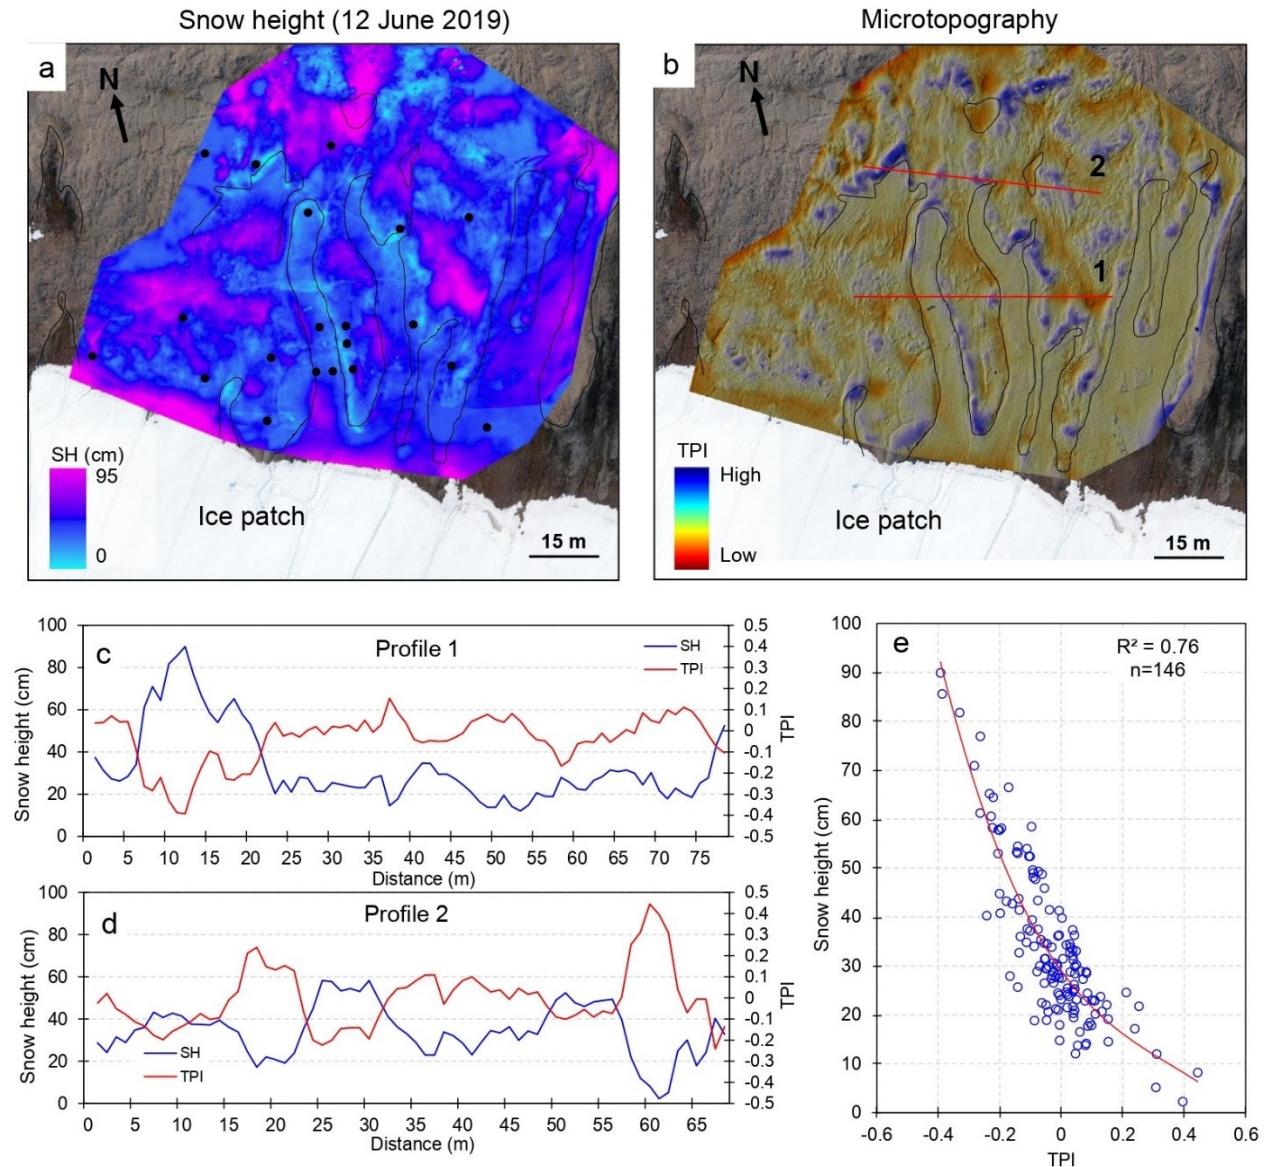 Snow height (12 June 2019)
Microtopography
a
N
SH (cm)
95
0
Ice patch
15 m
b
N
2
1
TPI
High
Low
Ice patch
15 m
c
Profile 1
SH
TPI
100
80
60
40
20
0
Snow height (cm)
0.5
0.4
0.3
0.2
0.1
0
-0.1
-0.2
-0.3
-0.4
-0.5
TPI
0 5 10 15 20 25 30 35 40 45 50 55 60 65 70 75
Distance (m)
d
Profile 2
SH
TPI
100
80
60
40
20
0
Snow height (cm)
0.5
0.4
0.3
0.2
0.1
0
-0.1
-0.2
-0.3
-0.4
-0.5
TPI
0 5 10 15 20 25 30 35 40 45 50 55 60 65
Distance (m)
e
R² = 0.76
n=146
100
90
80
70
60
50
40
30
20
10
0
Snow height (cm)
-0.6 -0.4 -0.2 0 0.2 0.4 0.6
TPI